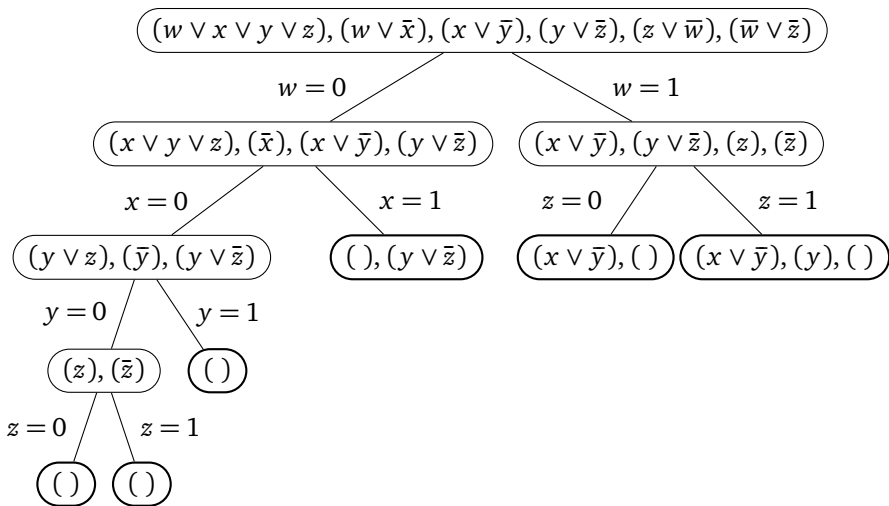 (w ∨ x ∨ y ∨ z), (w ∨ x̄), (x ∨ ȳ), (y ∨ z̄), (z ∨ w̄), (w̄ ∨ z̄)
w = 0 w = 1
(x ∨ y ∨ z), (x̄), (x ∨ ȳ), (y ∨ z̄) (x ∨ ȳ), (y ∨ z̄), (z), (z̄)
x = 0 x = 1 z = 0 z = 1
(y ∨ z), (ȳ), (y ∨ z̄) ( ), (y ∨ z̄) (x ∨ ȳ), ( ) (x ∨ ȳ), (y), ( )
y = 0 y = 1
(z), (z̄) ( )
z = 0 z = 1
( ) ( )